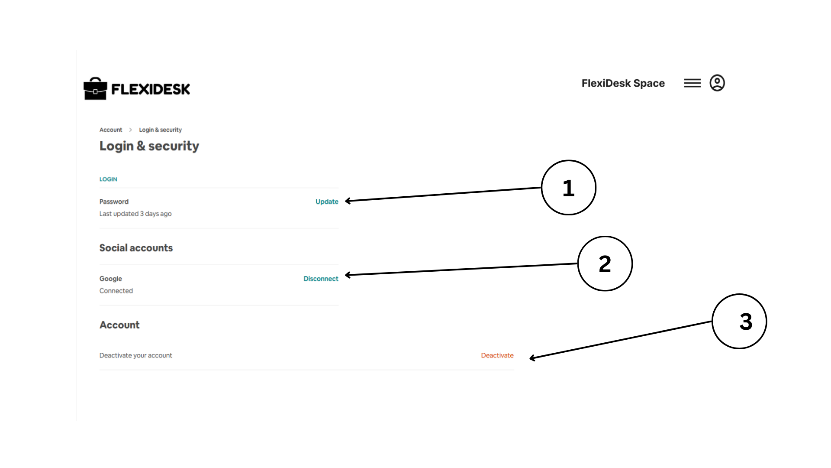 FLEXIDESK
FlexiDesk Space
Account > Login & security
Login & security
LOGIN
Password Update
Last updated 3 days ago
1
Social accounts
2
Google Disconnect
Connected
Account
3
Deactivate your account Deactivate